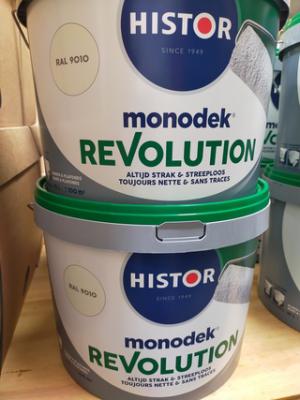 HISTOR
SINCE 1949
RAL 9010
monodek®
REVOLUTION
ALTIJD STRAK & STREEPLOOS
TOUJOURS NETTE & SANS TRACES
HISTOR
SINCE 1949
RAL 9010
monodek®
REVOLUTION
ALTIJD STRAK & STREEPLOOS
TOUJOURS NETTE & SANS TRACES